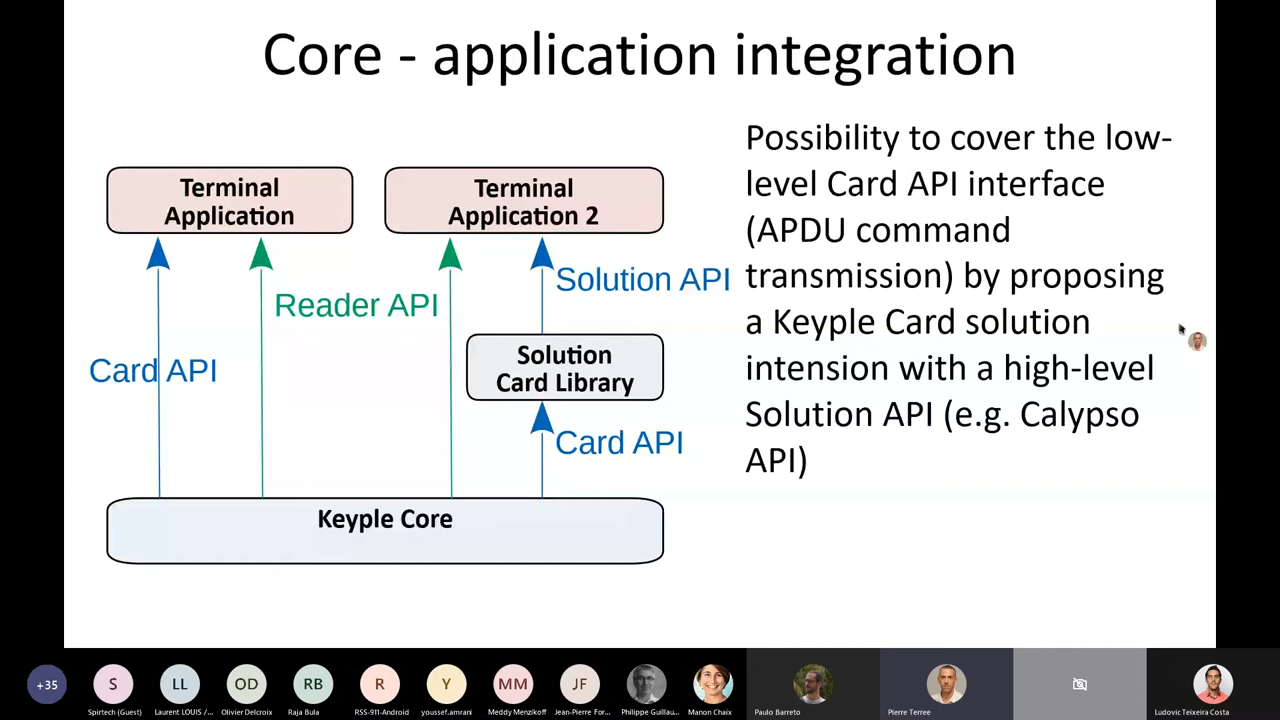 Core - application integration
Terminal
Application
Terminal
Application 2
Solution API
Reader API
Card API
Solution
Card Library
Card API
Keyple Core
Possibility to cover the low-
level Card API interface
(APDU command
transmission) by proposing
a Keyple Card solution
intension with a high-level
Solution API (e.g. Calypso
API)
+35
S
LL
OD
RB
R
Y
MM
JF
Spirtech (Guest)
Laurent LOUIS /...
Olivier Delcroix
Raja Bula
RSS-911-Android
youssef.amrani
Meddy Menzikoff
Jean-Pierre For...
Philippe Guillau...
Manon Chaix
Paulo Barreto
Pierre Terree
Ludovic Teixeira Costa